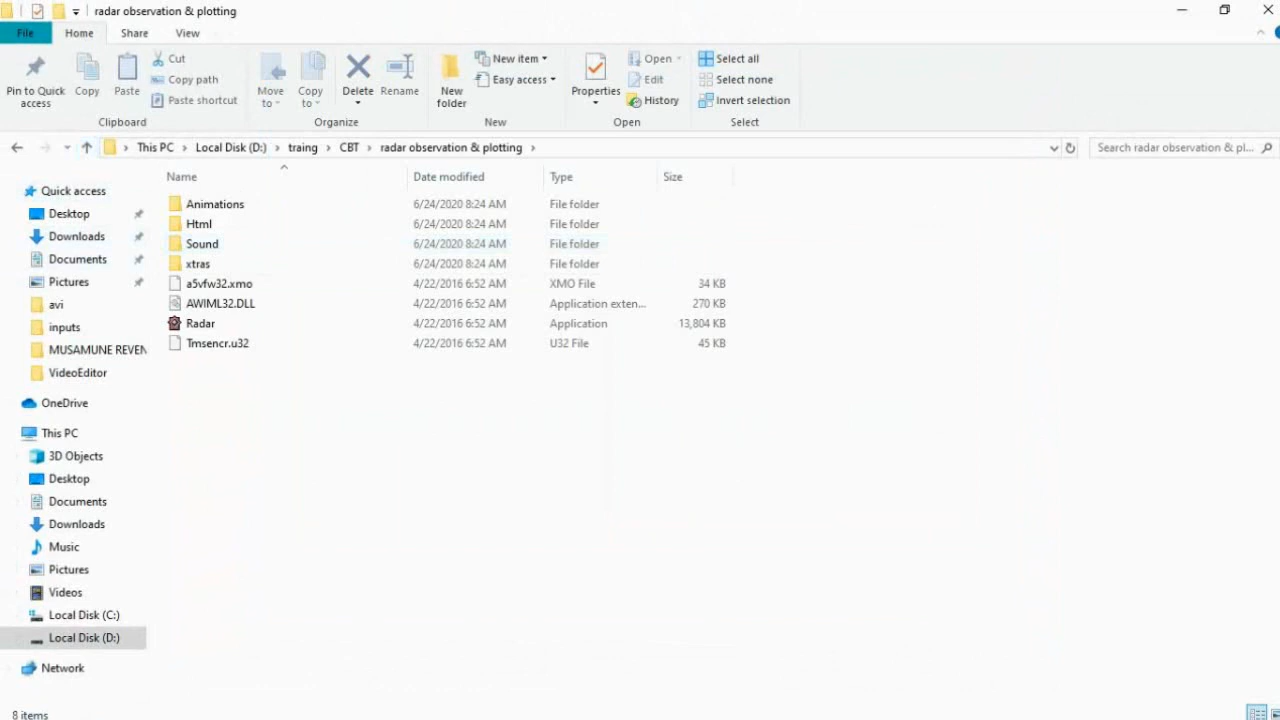 radar observation & plotting
File Home Share View
Pin to Quick access
Copy
Paste
Cut
Copy path
Paste shortcut
Clipboard
Move to
Copy to
Delete
Rename
Organize
New folder
New item
Easy access
New
Properties
Open
Edit
History
Open
Select all
Select none
Invert selection
Select
This PC Local Disk (D:) traing CBT radar observation & plotting
Search radar observation & pl...
Name Date modified Type Size
Animations 6/24/2020 8:24 AM File folder
Html 6/24/2020 8:24 AM File folder
Sound 6/24/2020 8:24 AM File folder
xtras 6/24/2020 8:24 AM File folder
a5vfw32.xmo 4/22/2016 6:52 AM XMO File 34 KB
AWIML32.DLL 4/22/2016 6:52 AM Application exten... 270 KB
Radar 4/22/2016 6:52 AM Application 13,804 KB
Tmsencr.u32 4/22/2016 6:52 AM U32 File 45 KB
Quick access
Desktop
Downloads
Documents
Pictures
avi
inputs
MUSAMUNE REVEN
VideoEditor
OneDrive
This PC
3D Objects
Desktop
Documents
Downloads
Music
Pictures
Videos
Local Disk (C:)
Local Disk (D:)
Network
8 items